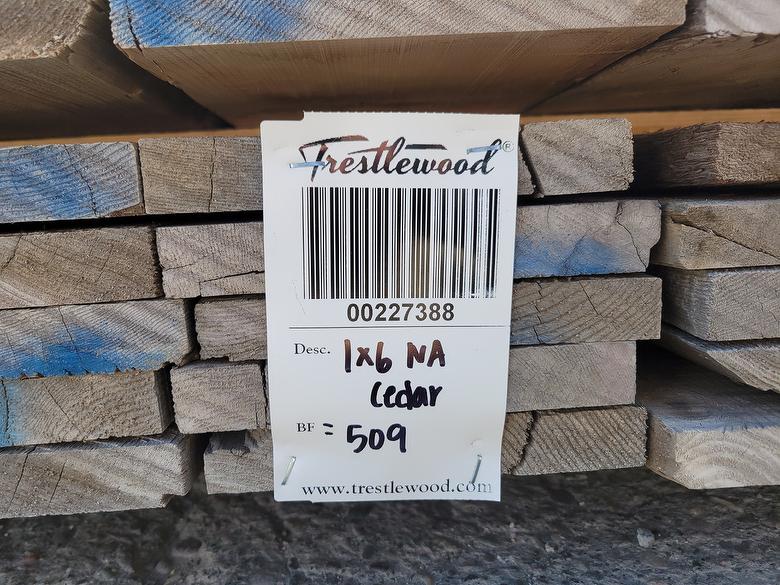 Trestlewood®
00227388
Desc. 1x6 NA
Cedar
BF = 509
www.trestlewood.com